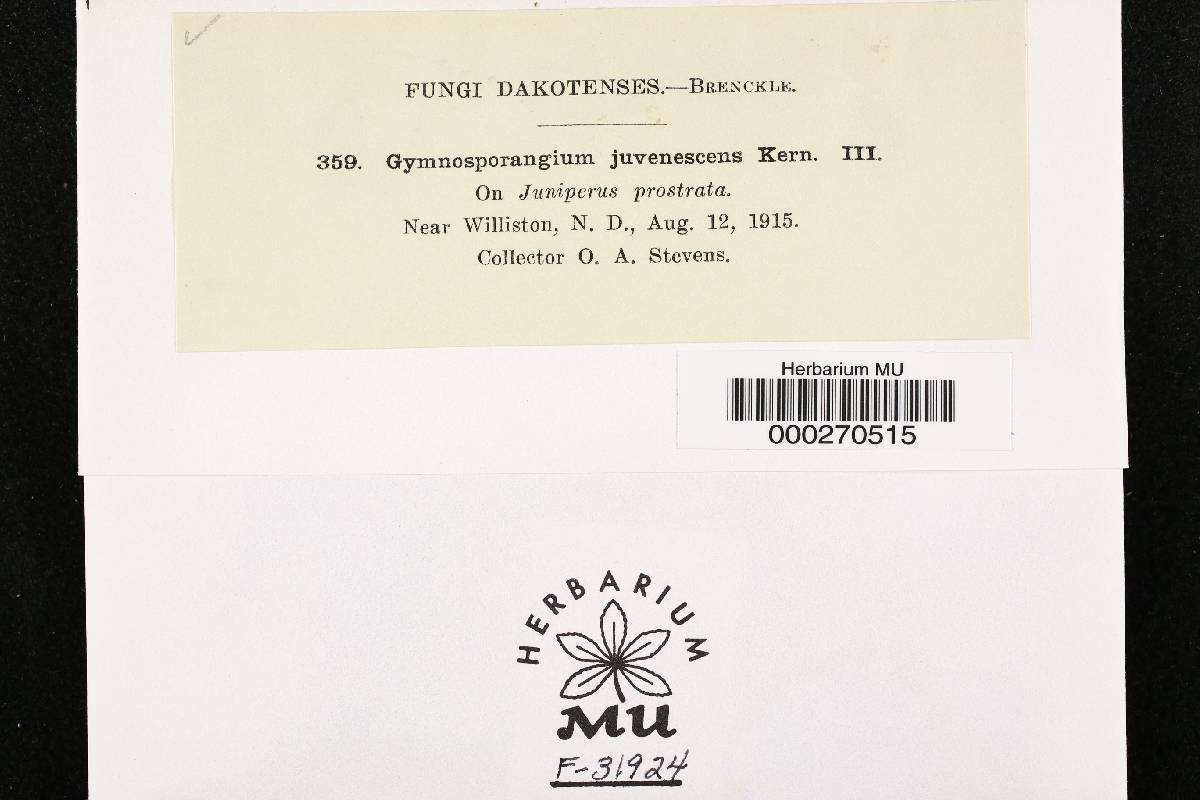 FUNGI DAKOTENSES.—BRENCKLE.
359. Gymnosporangium juvenescens Kern. III.
On Juniperus prostrata.
Near Williston, N. D., Aug. 12, 1915.
Collector O. A. Stevens.
Herbarium MU
000270515
HERBARIUM
MU
F-31924